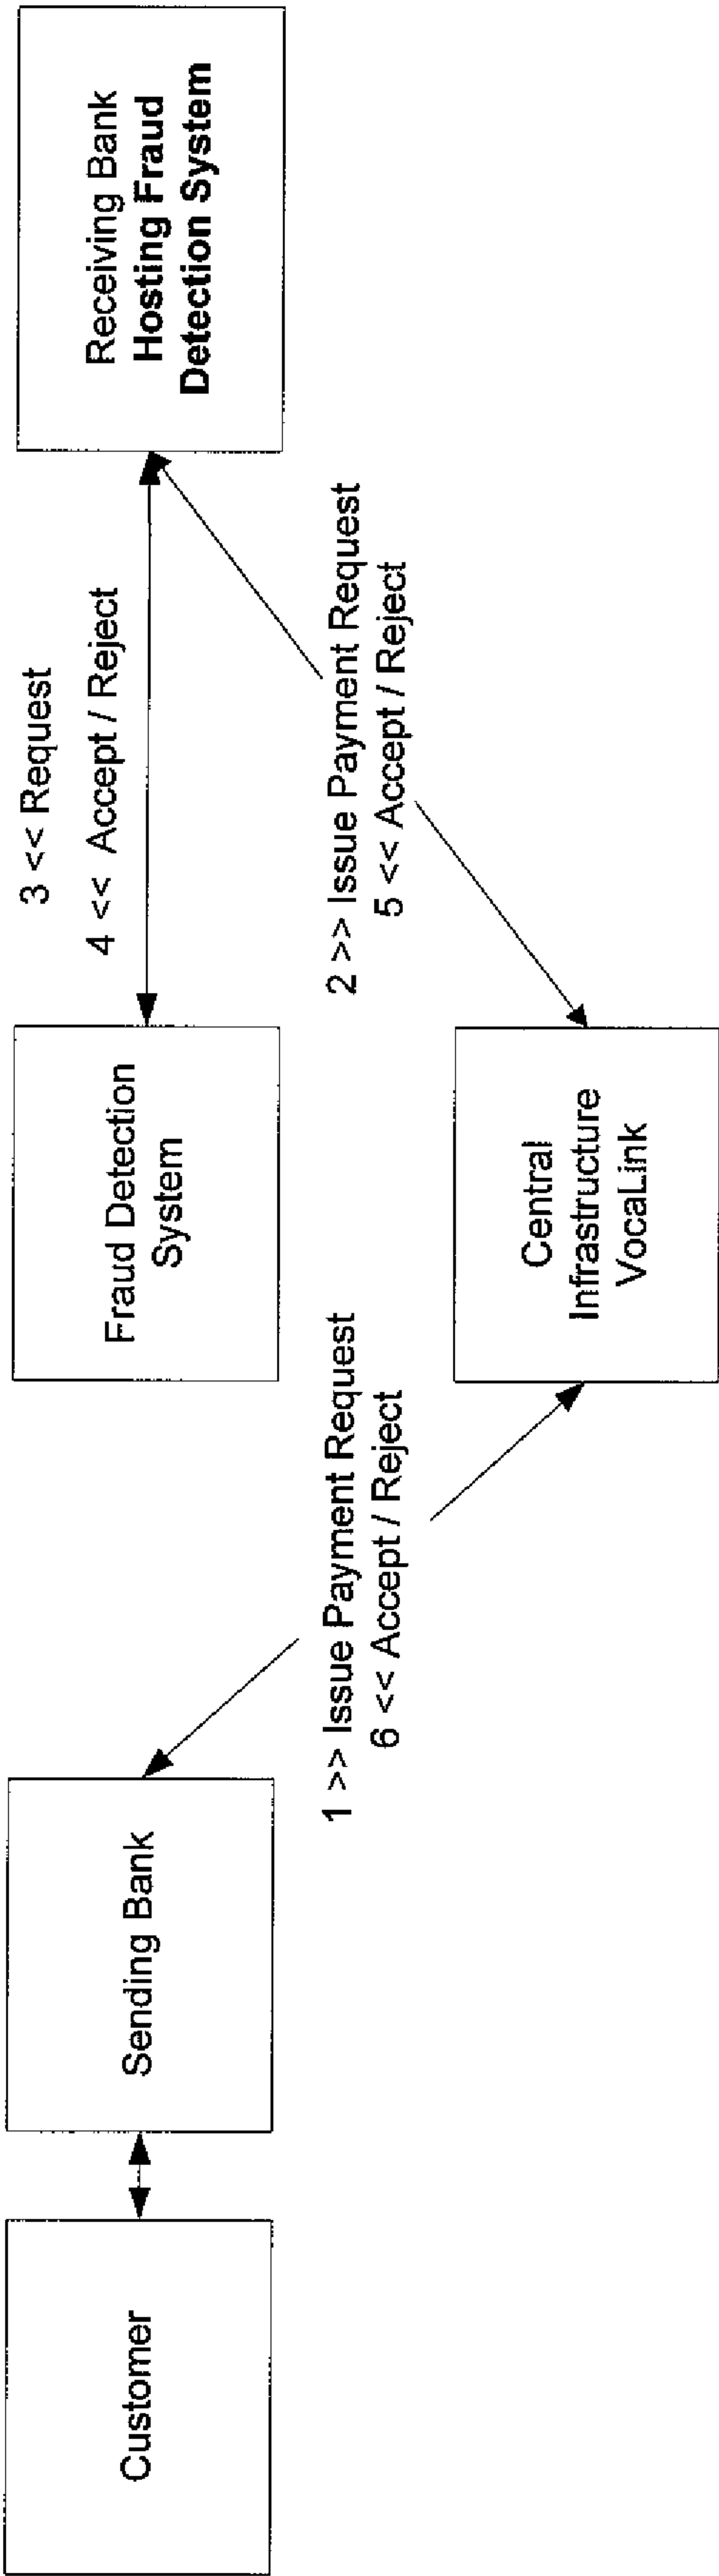 Customer
Sending Bank
1 >> Issue Payment Request
6 << Accept / Reject
Fraud Detection
System
Central
Infrastructure
VocaLink
3 << Request
4 << Accept / Reject
2 >> Issue Payment Request
5 << Accept / Reject
Receiving Bank
Hosting Fraud
Detection System